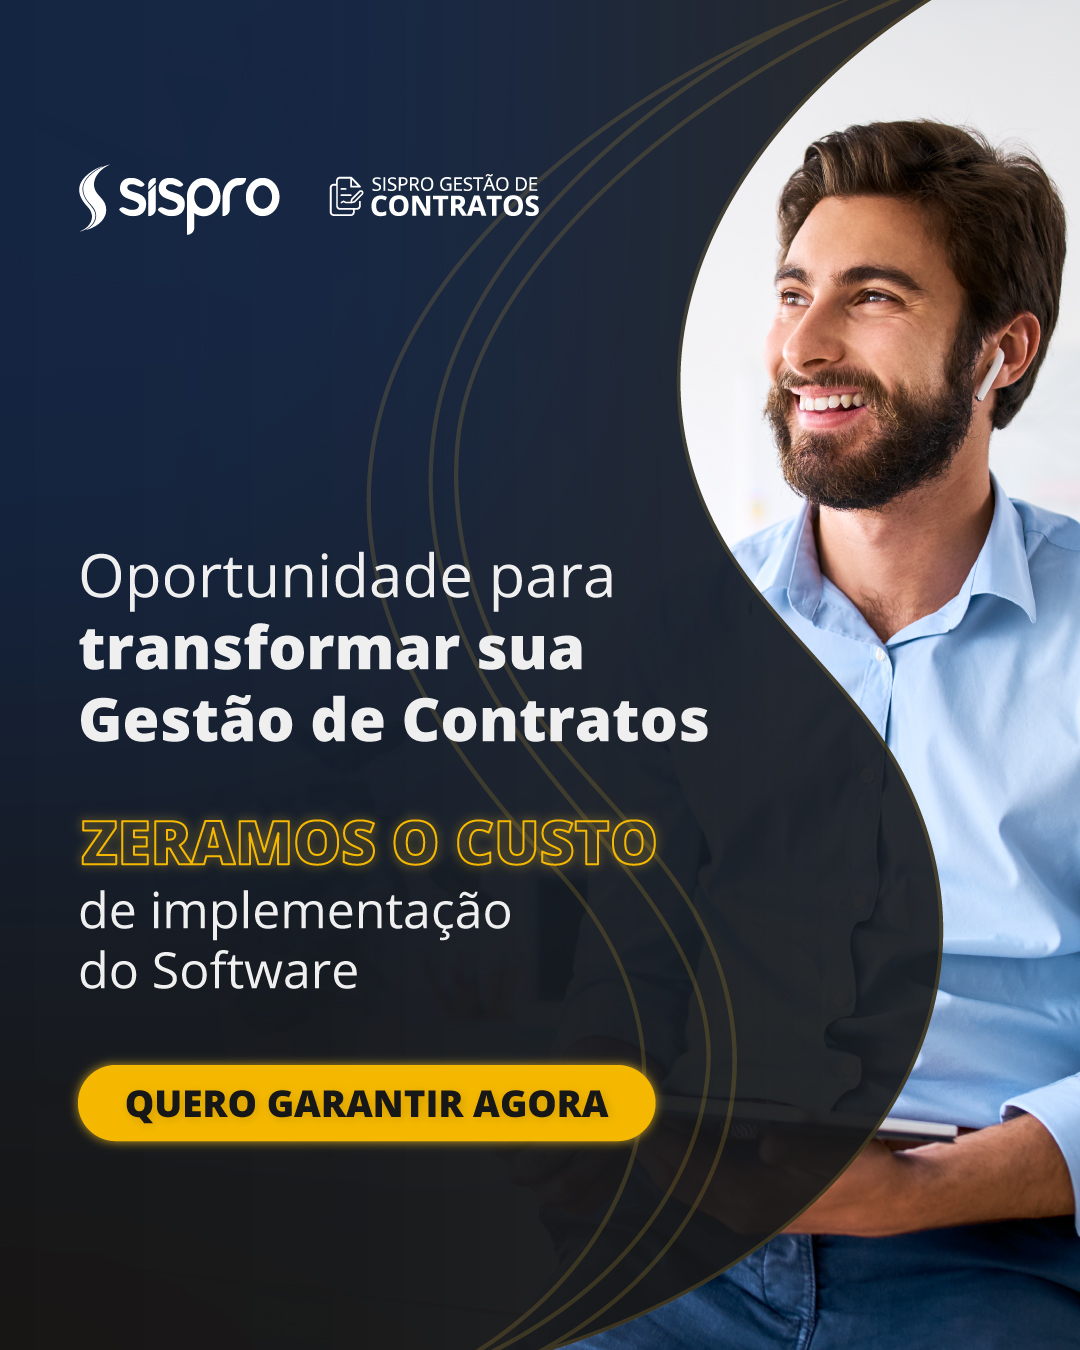 sispro
SISPRO GESTÃO DE
CONTRATOS
Oportunidade para
transformar sua
Gestão de Contratos
ZERAMOS O CUSTO
de implementação
do Software
QUERO GARANTIR AGORA